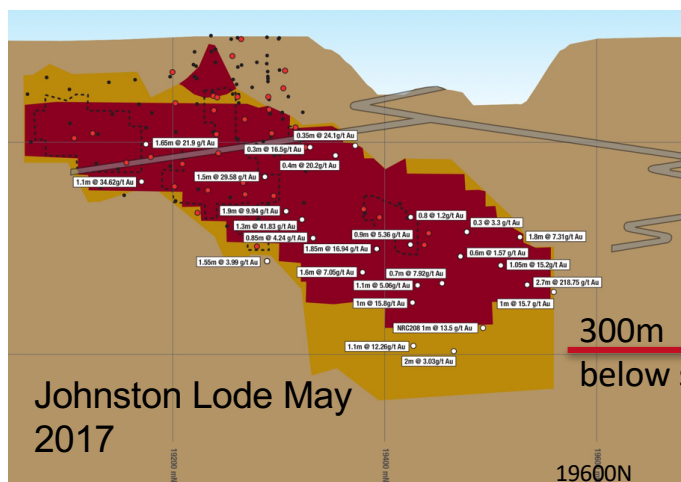 0.35m @ 24.1g/t Au
1.65m @ 21.9 g/t Au
0.3m @ 16.5g/t Au
0.4m @ 20.2g/t Au
1.1m @ 34.62g/t Au
1.5m @ 29.58 g/t Au
1.9m @ 9.94 g/t Au
0.8 @ 1.2g/t Au
0.3 @ 3.3 g/t Au
1.3m @ 41.83 g/t Au
0.85m @ 4.24 g/t Au
0.9m @ 5.36 g/t Au
1.8m @ 7.31g/t Au
1.85m @ 16.94 g/t Au
0.6m @ 1.57 g/t Au
1.55m @ 3.99 g/t Au
1.05m @ 15.2g/t Au
1.6m @ 7.05g/t Au
0.7m @ 7.92g/t Au
1.1m @ 5.06g/t Au
2.7m @ 218.75 g/t Au
1m @ 15.8g/t Au
1m @ 15.7 g/t Au
NRC208 1m @ 13.5 g/t Au
300m
below
1.1m @ 12.26g/t Au
2m @ 3.03g/t Au
Johnston Lode May
2017
19200 mN
19400 mN
19600N